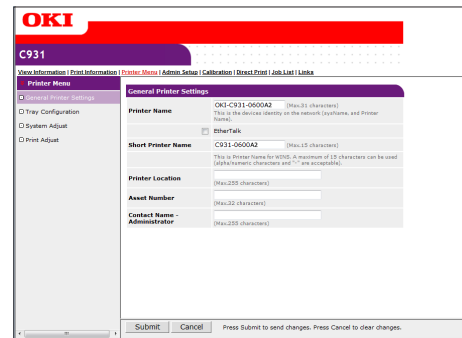 OKI
C931
View Information | Print Information | Printer Menu | Admin Setup | Calibration | Direct Print | Job List | Links
Printer Menu
General Printer Settings
Tray Configuration
System Adjust
Print Adjust
General Printer Settings
Printer Name
OKI-C931-0600A2 (Max.31 characters)
This is the devices identity on the network (sysName, and Printer
Name).
EtherTalk
Short Printer Name
C931-0600A2 (Max.15 characters)
This is Printer Name for WINS. A maximum of 15 characters can be used
(alpha/numeric characters and "-" are acceptable).
Printer Location
(Max.255 characters)
Asset Number
(Max.32 characters)
Contact Name -
Administrator
(Max.255 characters)
Submit Cancel Press Submit to send changes. Press Cancel to clear changes.